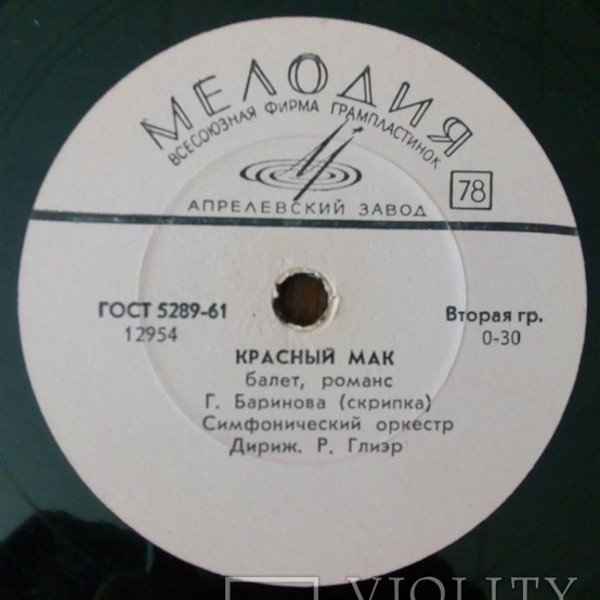 МЕЛОДИЯ
ВСЕСОЮЗНАЯ ФИРМА ГРАМПЛАСТИНОК
78
АПРЕЛЕВСКИЙ ЗАВОД
ГОСТ 5289-61
12954
Вторая гр.
0-30
КРАСНЫЙ МАК
балет, романс
Г. Баринова (скрипка)
Симфонический оркестр
Дириж. Р. Глиэр
VIOLITY